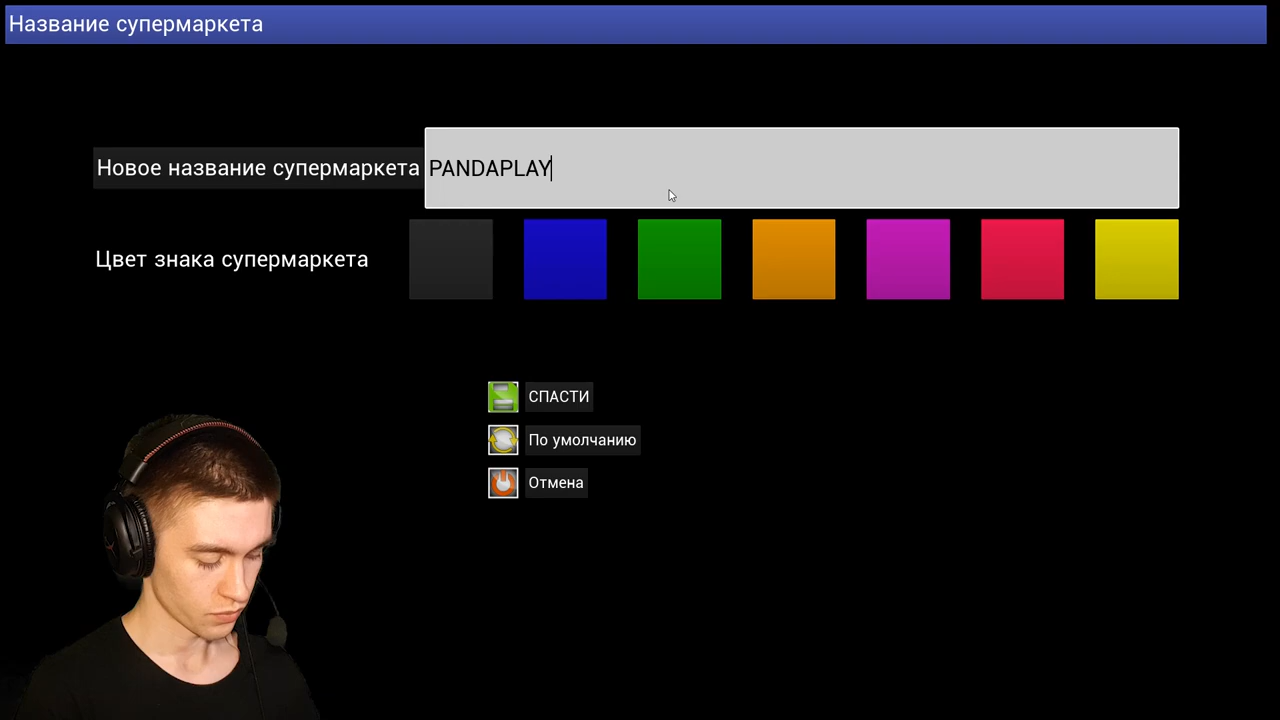 Название супермаркета
Новое название супермаркета PANDAPLAY
Цвет знака супермаркета
СПАСТИ
По умолчанию
Отмена